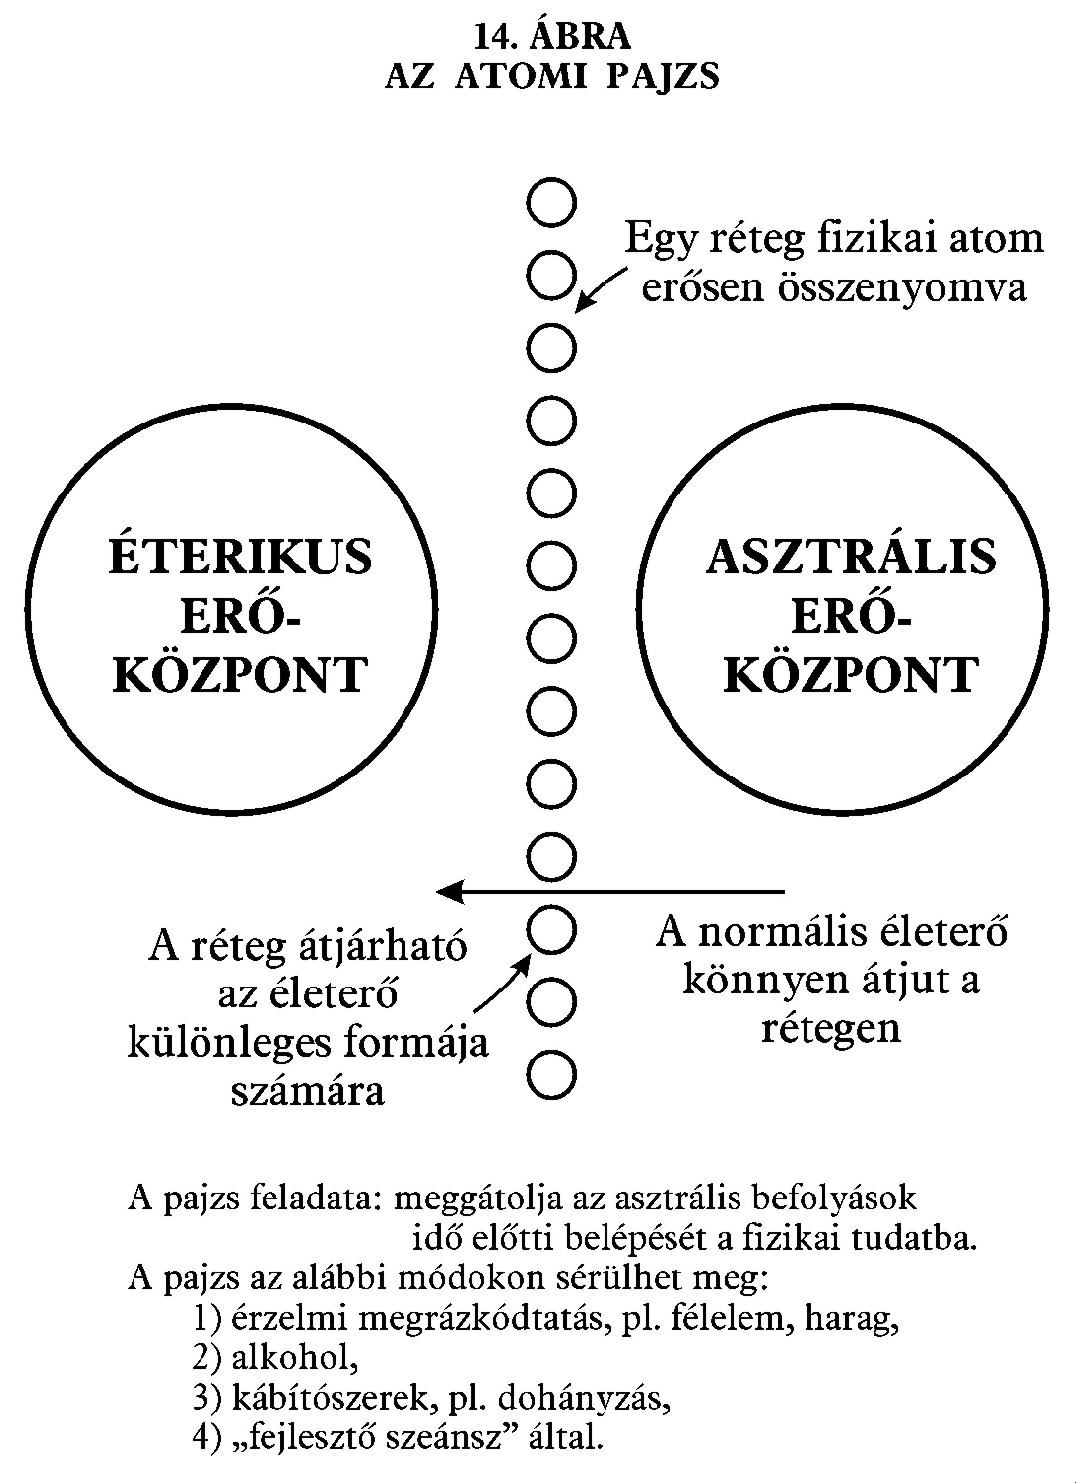 14. ÁBRA
AZ ATOMI PAJZS
Egy réteg fizikai atom
erősen összenyomva
ÉTERIKUS
ERŐ-
KÖZPONT
ASZTRÁLIS
ERŐ-
KÖZPONT
A réteg átjárható
az életerő
különleges formája
számára
A normális életerő
könnyen átjut a
rétegen
A pajzs feladata: meggátolja az asztrális befolyások
idő előtti belépését a fizikai tudatba.
A pajzs az alábbi módokon sérülhet meg:
1) érzelmi megrázkódtatás, pl. félelem, harag,
2) alkohol,
3) kábítószerek, pl. dohányzás,
4) „fejlesztő szeánsz” által.